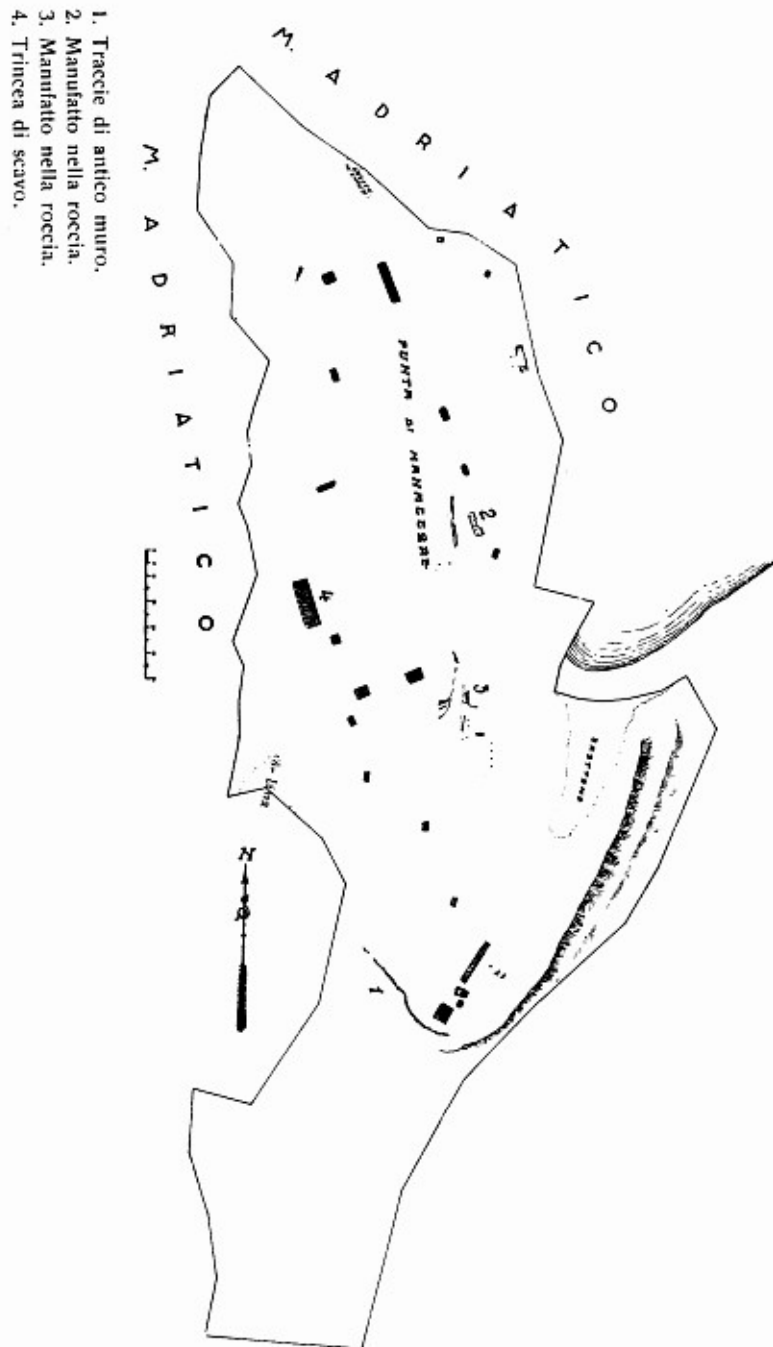 M. ADRIATICO
M. ADRIATICO
PUNTA DI MANACCORE
1
2
3
4
N
1. Traccie di antico muro.
2. Manufatto nella roccia.
3. Manufatto nella roccia.
4. Trincea di scavo.